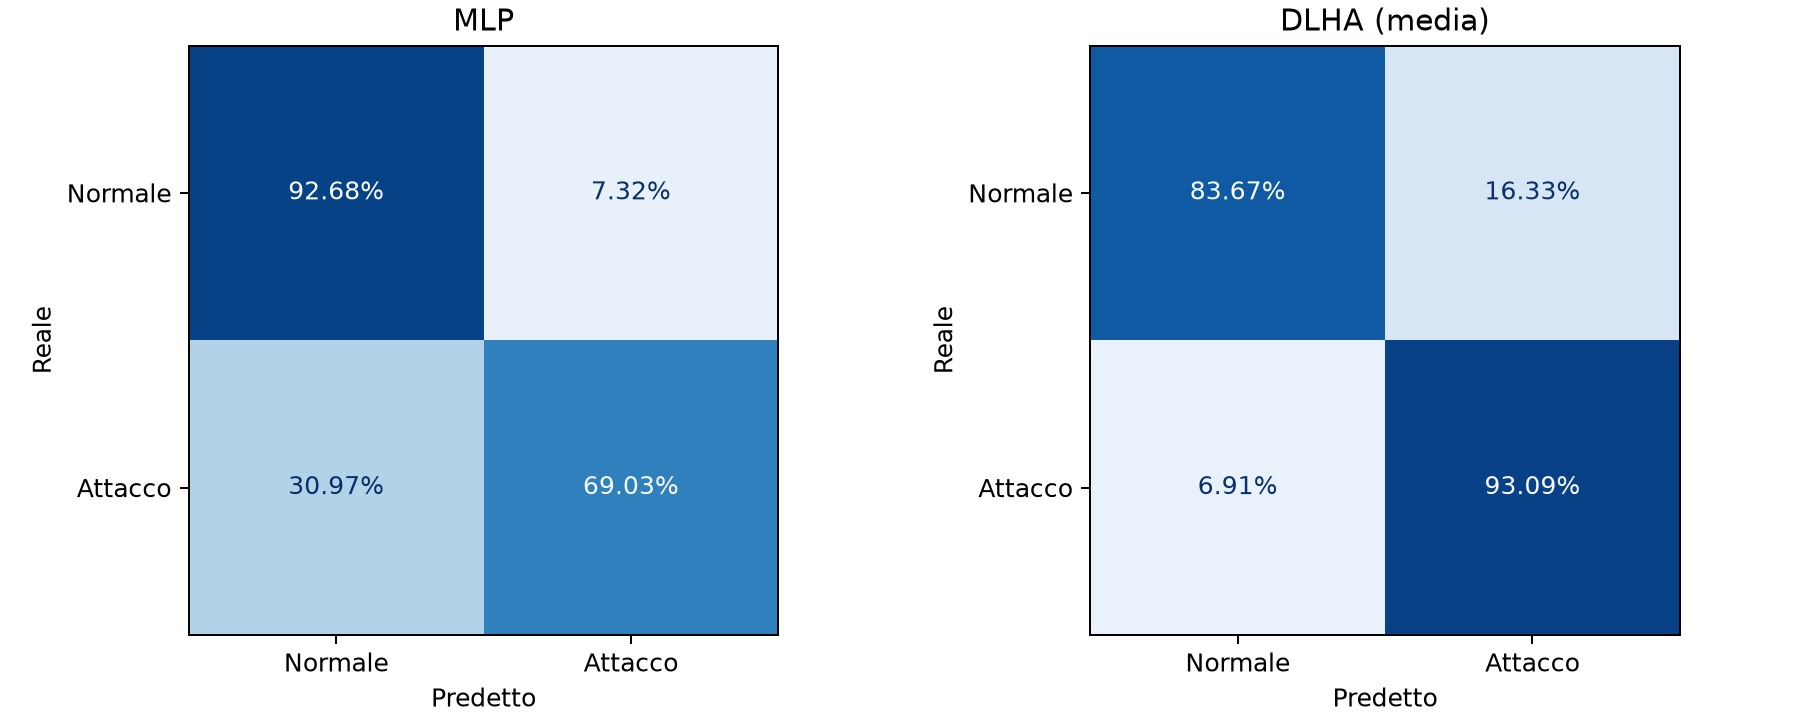 MLP
Normale
92.68%
7.32%
Reale
Attacco
30.97%
69.03%
Normale
Attacco
Predetto
DLHA (media)
Normale
83.67%
16.33%
Reale
Attacco
6.91%
93.09%
Normale
Attacco
Predetto